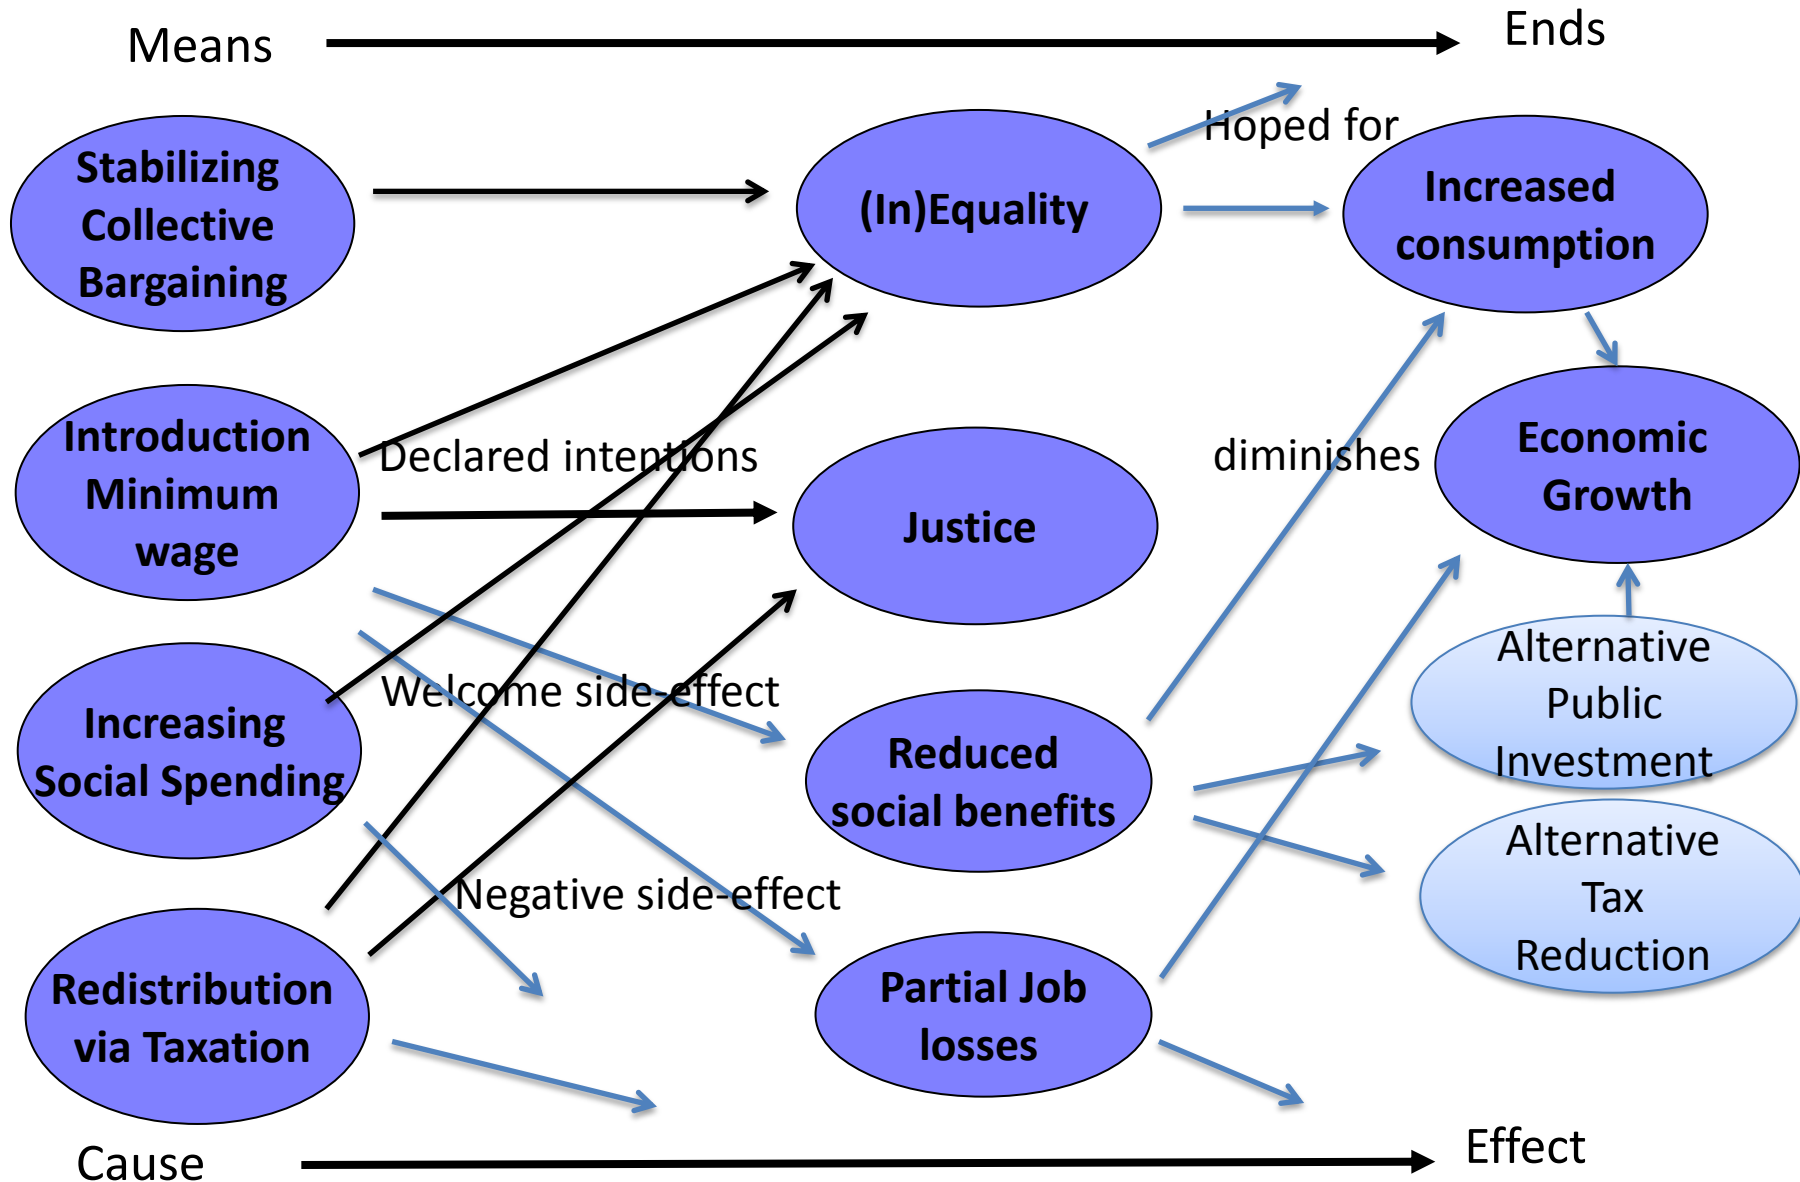 Means
Ends
Stabilizing
Collective
Bargaining
(In)Equality
Hoped for
Increased
consumption
Introduction
Minimum
wage
Declared intentions
Justice
diminishes
Economic
Growth
Increasing
Social Spending
Welcome side-effect
Reduced
social benefits
Alternative
Public
Investment
Alternative
Tax
Reduction
Negative side-effect
Redistribution
via Taxation
Partial Job
losses
Cause
Effect